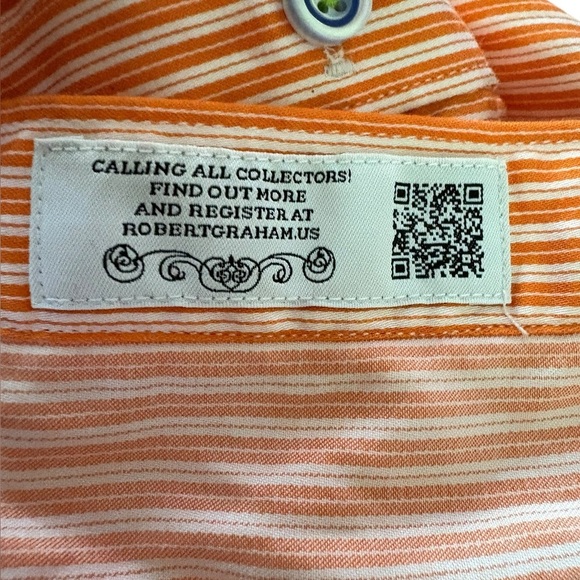 CALLING ALL COLLECTORS!
FIND OUT MORE
AND REGISTER AT
ROBERTGRAHAM.US